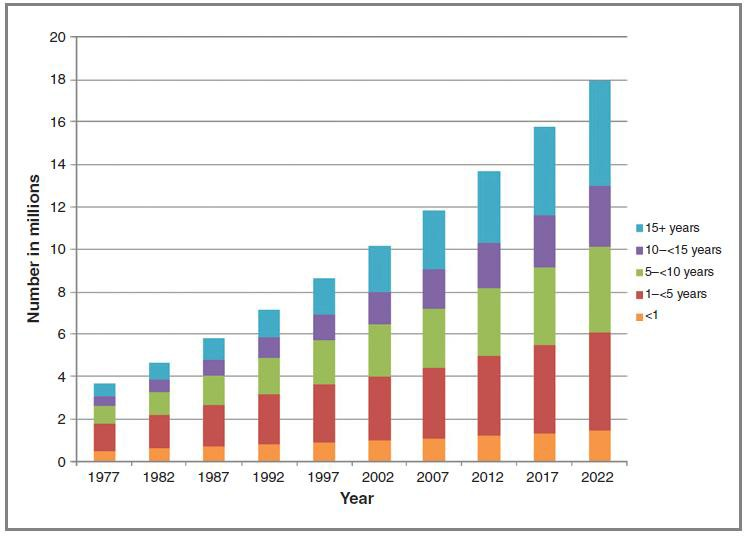 20
18
16
14
12
10
8
6
4
2
0
Number in millions
1977 1982 1987 1992 1997 2002 2007 2012 2017 2022
Year
15+ years
10–<15 years
5–<10 years
1–<5 years
<1